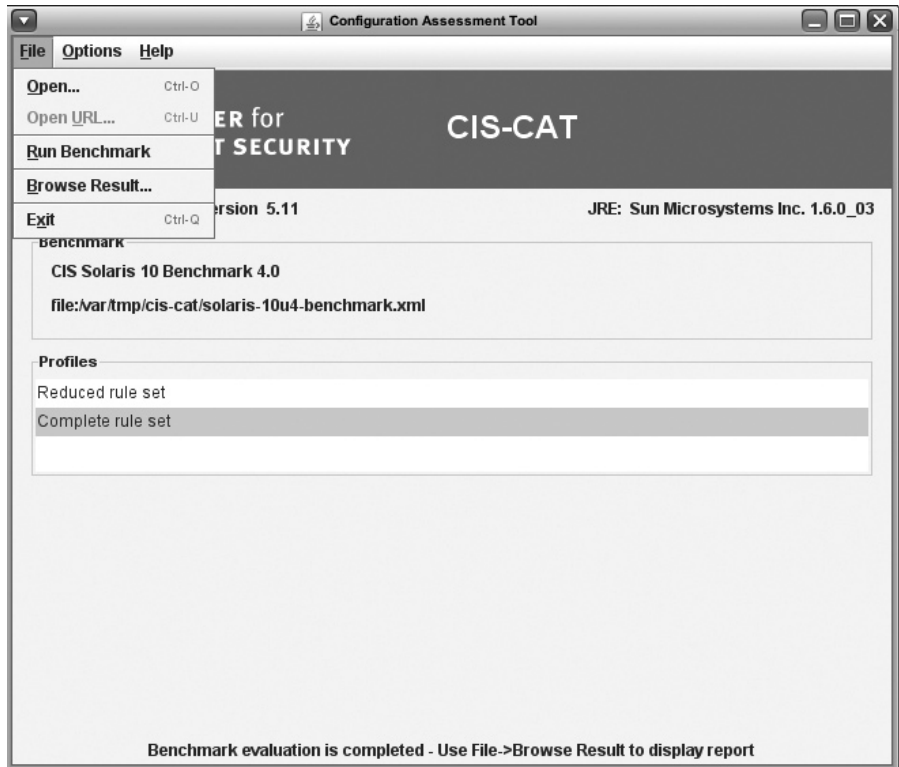 Configuration Assessment Tool
File Options Help
Open... Ctrl-O
Open URL... Ctrl-U
Run Benchmark
Browse Result...
Exit Ctrl-Q
ER for
T SECURITY
CIS-CAT
ersion 5.11
JRE: Sun Microsystems Inc. 1.6.0_03
Benchmark
CIS Solaris 10 Benchmark 4.0
file:/var/tmp/cis-cat/solaris-10u4-benchmark.xml
Profiles
Reduced rule set
Complete rule set
Benchmark evaluation is completed - Use File->Browse Result to display report